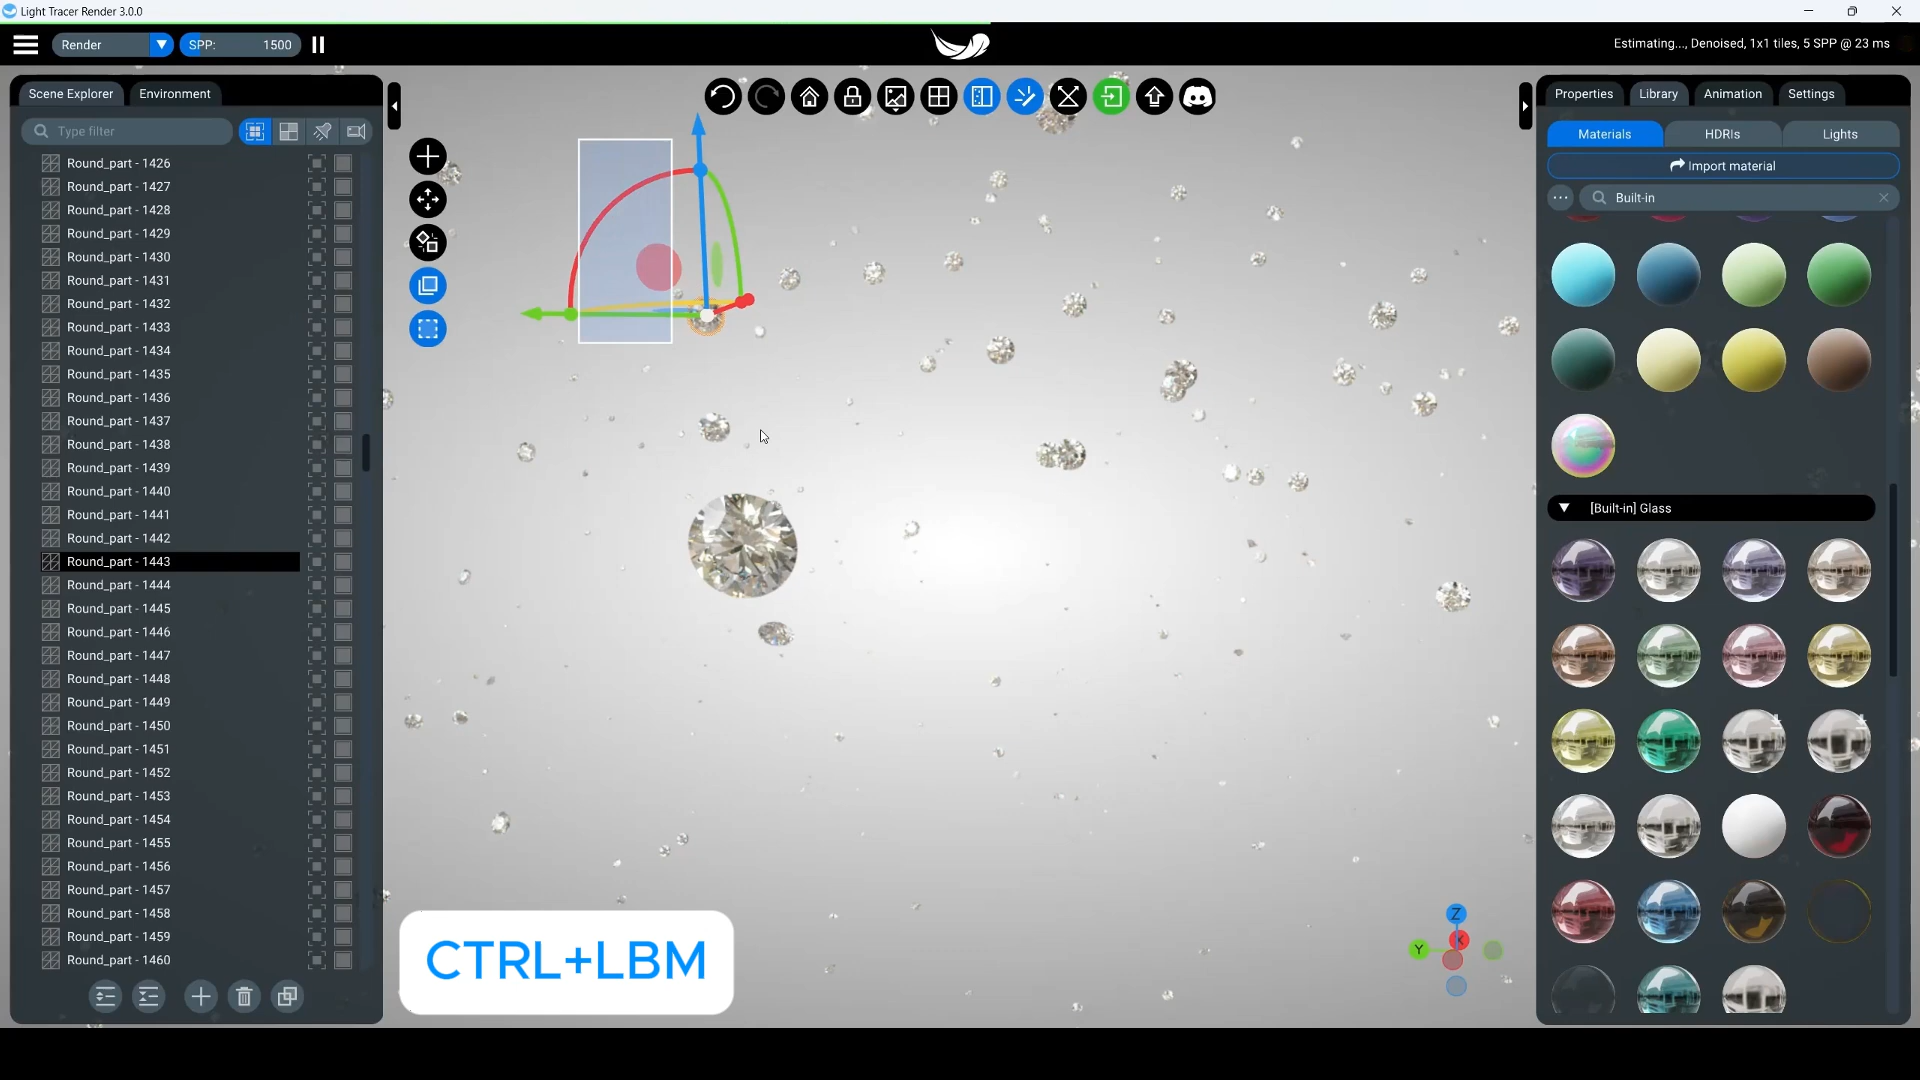 Light Tracer Render 3.0.0
Render
SPP: 1500
Estimating..., Denoised, 1x1 tiles, 5 SPP @ 23 ms
Scene Explorer
Environment
Type filter
Round_part - 1426
Round_part - 1427
Round_part - 1428
Round_part - 1429
Round_part - 1430
Round_part - 1431
Round_part - 1432
Round_part - 1433
Round_part - 1434
Round_part - 1435
Round_part - 1436
Round_part - 1437
Round_part - 1438
Round_part - 1439
Round_part - 1440
Round_part - 1441
Round_part - 1442
Round_part - 1443
Round_part - 1444
Round_part - 1445
Round_part - 1446
Round_part - 1447
Round_part - 1448
Round_part - 1449
Round_part - 1450
Round_part - 1451
Round_part - 1452
Round_part - 1453
Round_part - 1454
Round_part - 1455
Round_part - 1456
Round_part - 1457
Round_part - 1458
Round_part - 1459
Round_part - 1460
CTRL+LBM
Z
X
Y
Properties
Library
Animation
Settings
Materials
HDRIs
Lights
Import material
Built-in
[Built-in] Glass